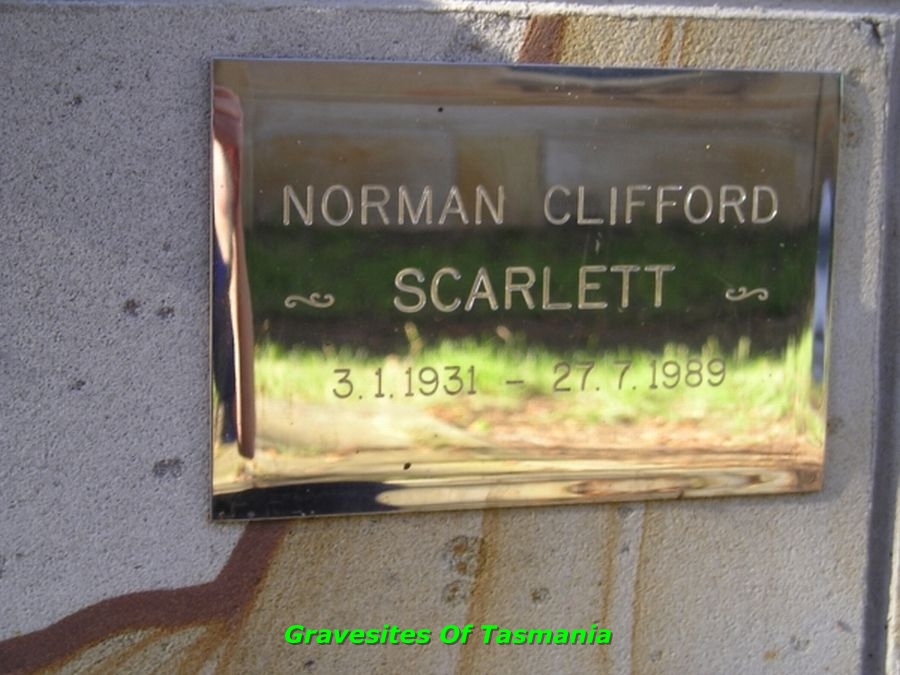 NORMAN CLIFFORD
~ SCARLETT ~
3.1.1931 - 27.7.1989
Gravesites Of Tasmania